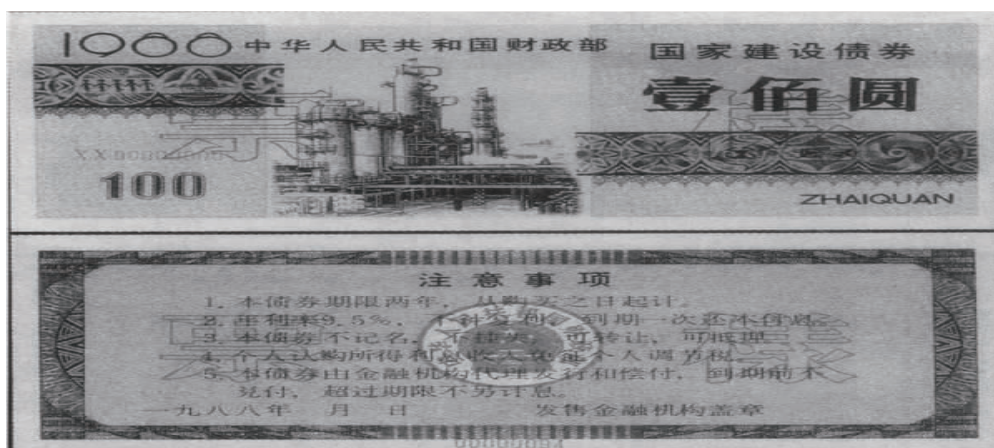 1988 中华人民共和国财政部
国家建设债券
壹佰圆
100
ZHAIQUAN
注意事项
1. 本债券期限两年，从购买之日起计。
2. 年利率9.5%，不计复利，到期一次还本付息。
3. 本债券不记名，不挂失，可转让，可抵押。
4. 个人认购所得利息收入免征个人调节税。
5. 本债券由金融机构代理发行和偿付，到期前不
兑付，超过期限不另计息。
一九八八年 月 日 发售金融机构盖章